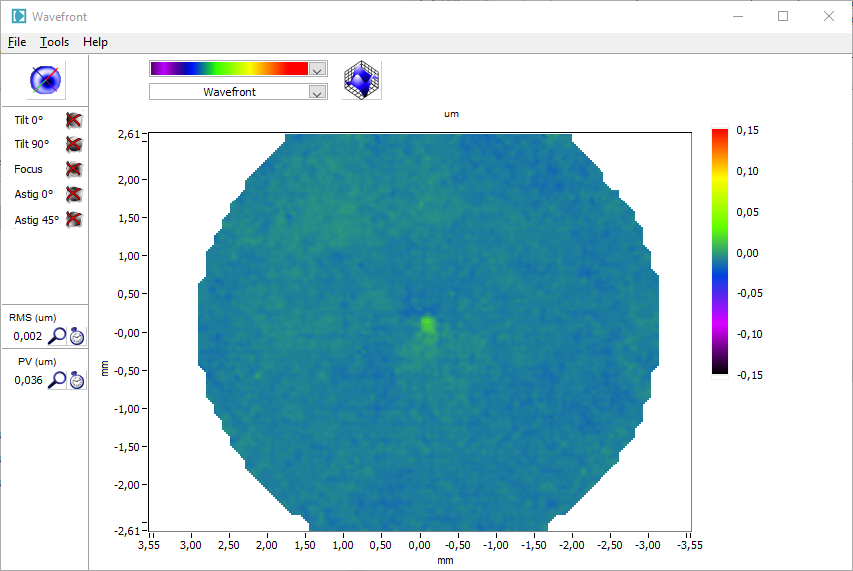 Wavefront
File Tools Help
Wavefront
Tilt 0°
Tilt 90°
Focus
Astig 0°
Astig 45°
RMS (um)
0,002
PV (um)
0,036
um
2,61
2,00
1,50
1,00
0,50
-0,00
-0,50
-1,00
-1,50
-2,00
-2,61
mm
3,55 3,00 2,50 2,00 1,50 1,00 0,50 0,00 -0,50 -1,00 -1,50 -2,00 -2,50 -3,00 -3,55
mm
0,15
0,10
0,05
0,00
-0,05
-0,10
-0,15